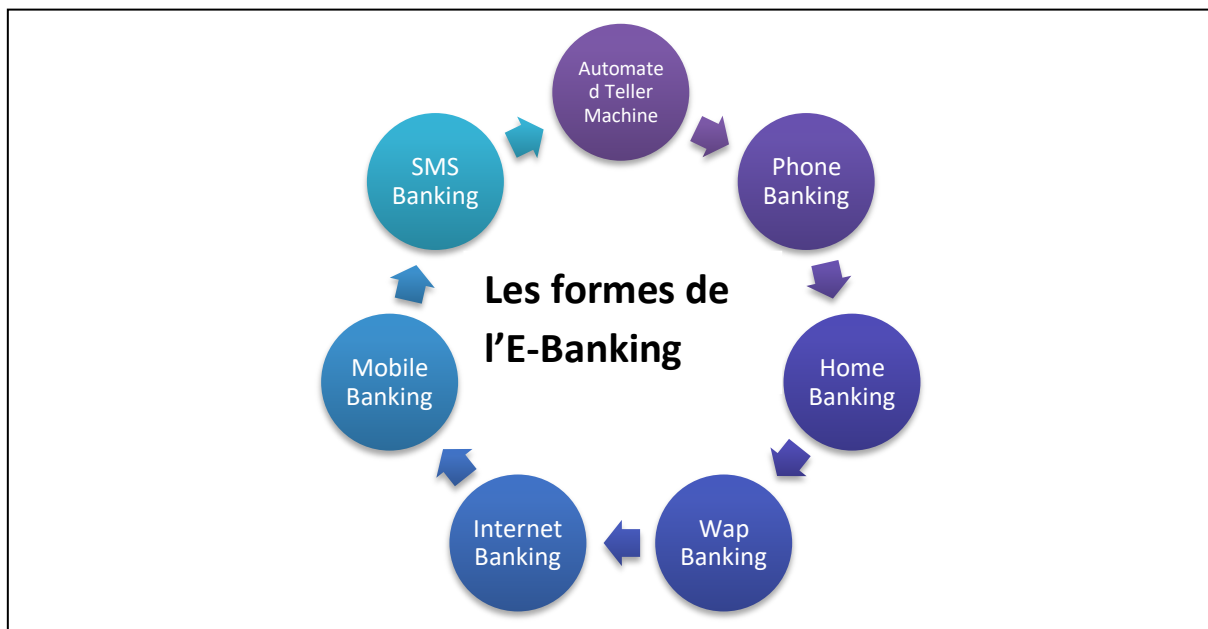 Automate
d Teller
Machine
Phone
Banking
Home
Banking
Wap
Banking
Internet
Banking
Mobile
Banking
SMS
Banking
Les formes de
l’E-Banking